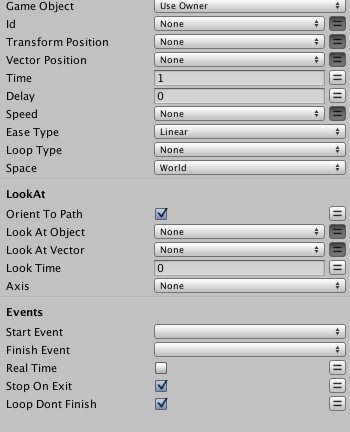 Game Object Use Owner
Id None
Transform Position None
Vector Position None
Time 1
Delay 0
Speed None
Ease Type Linear
Loop Type None
Space World
LookAt
Orient To Path
Look At Object None
Look At Vector None
Look Time 0
Axis None
Events
Start Event
Finish Event
Real Time
Stop On Exit
Loop Dont Finish